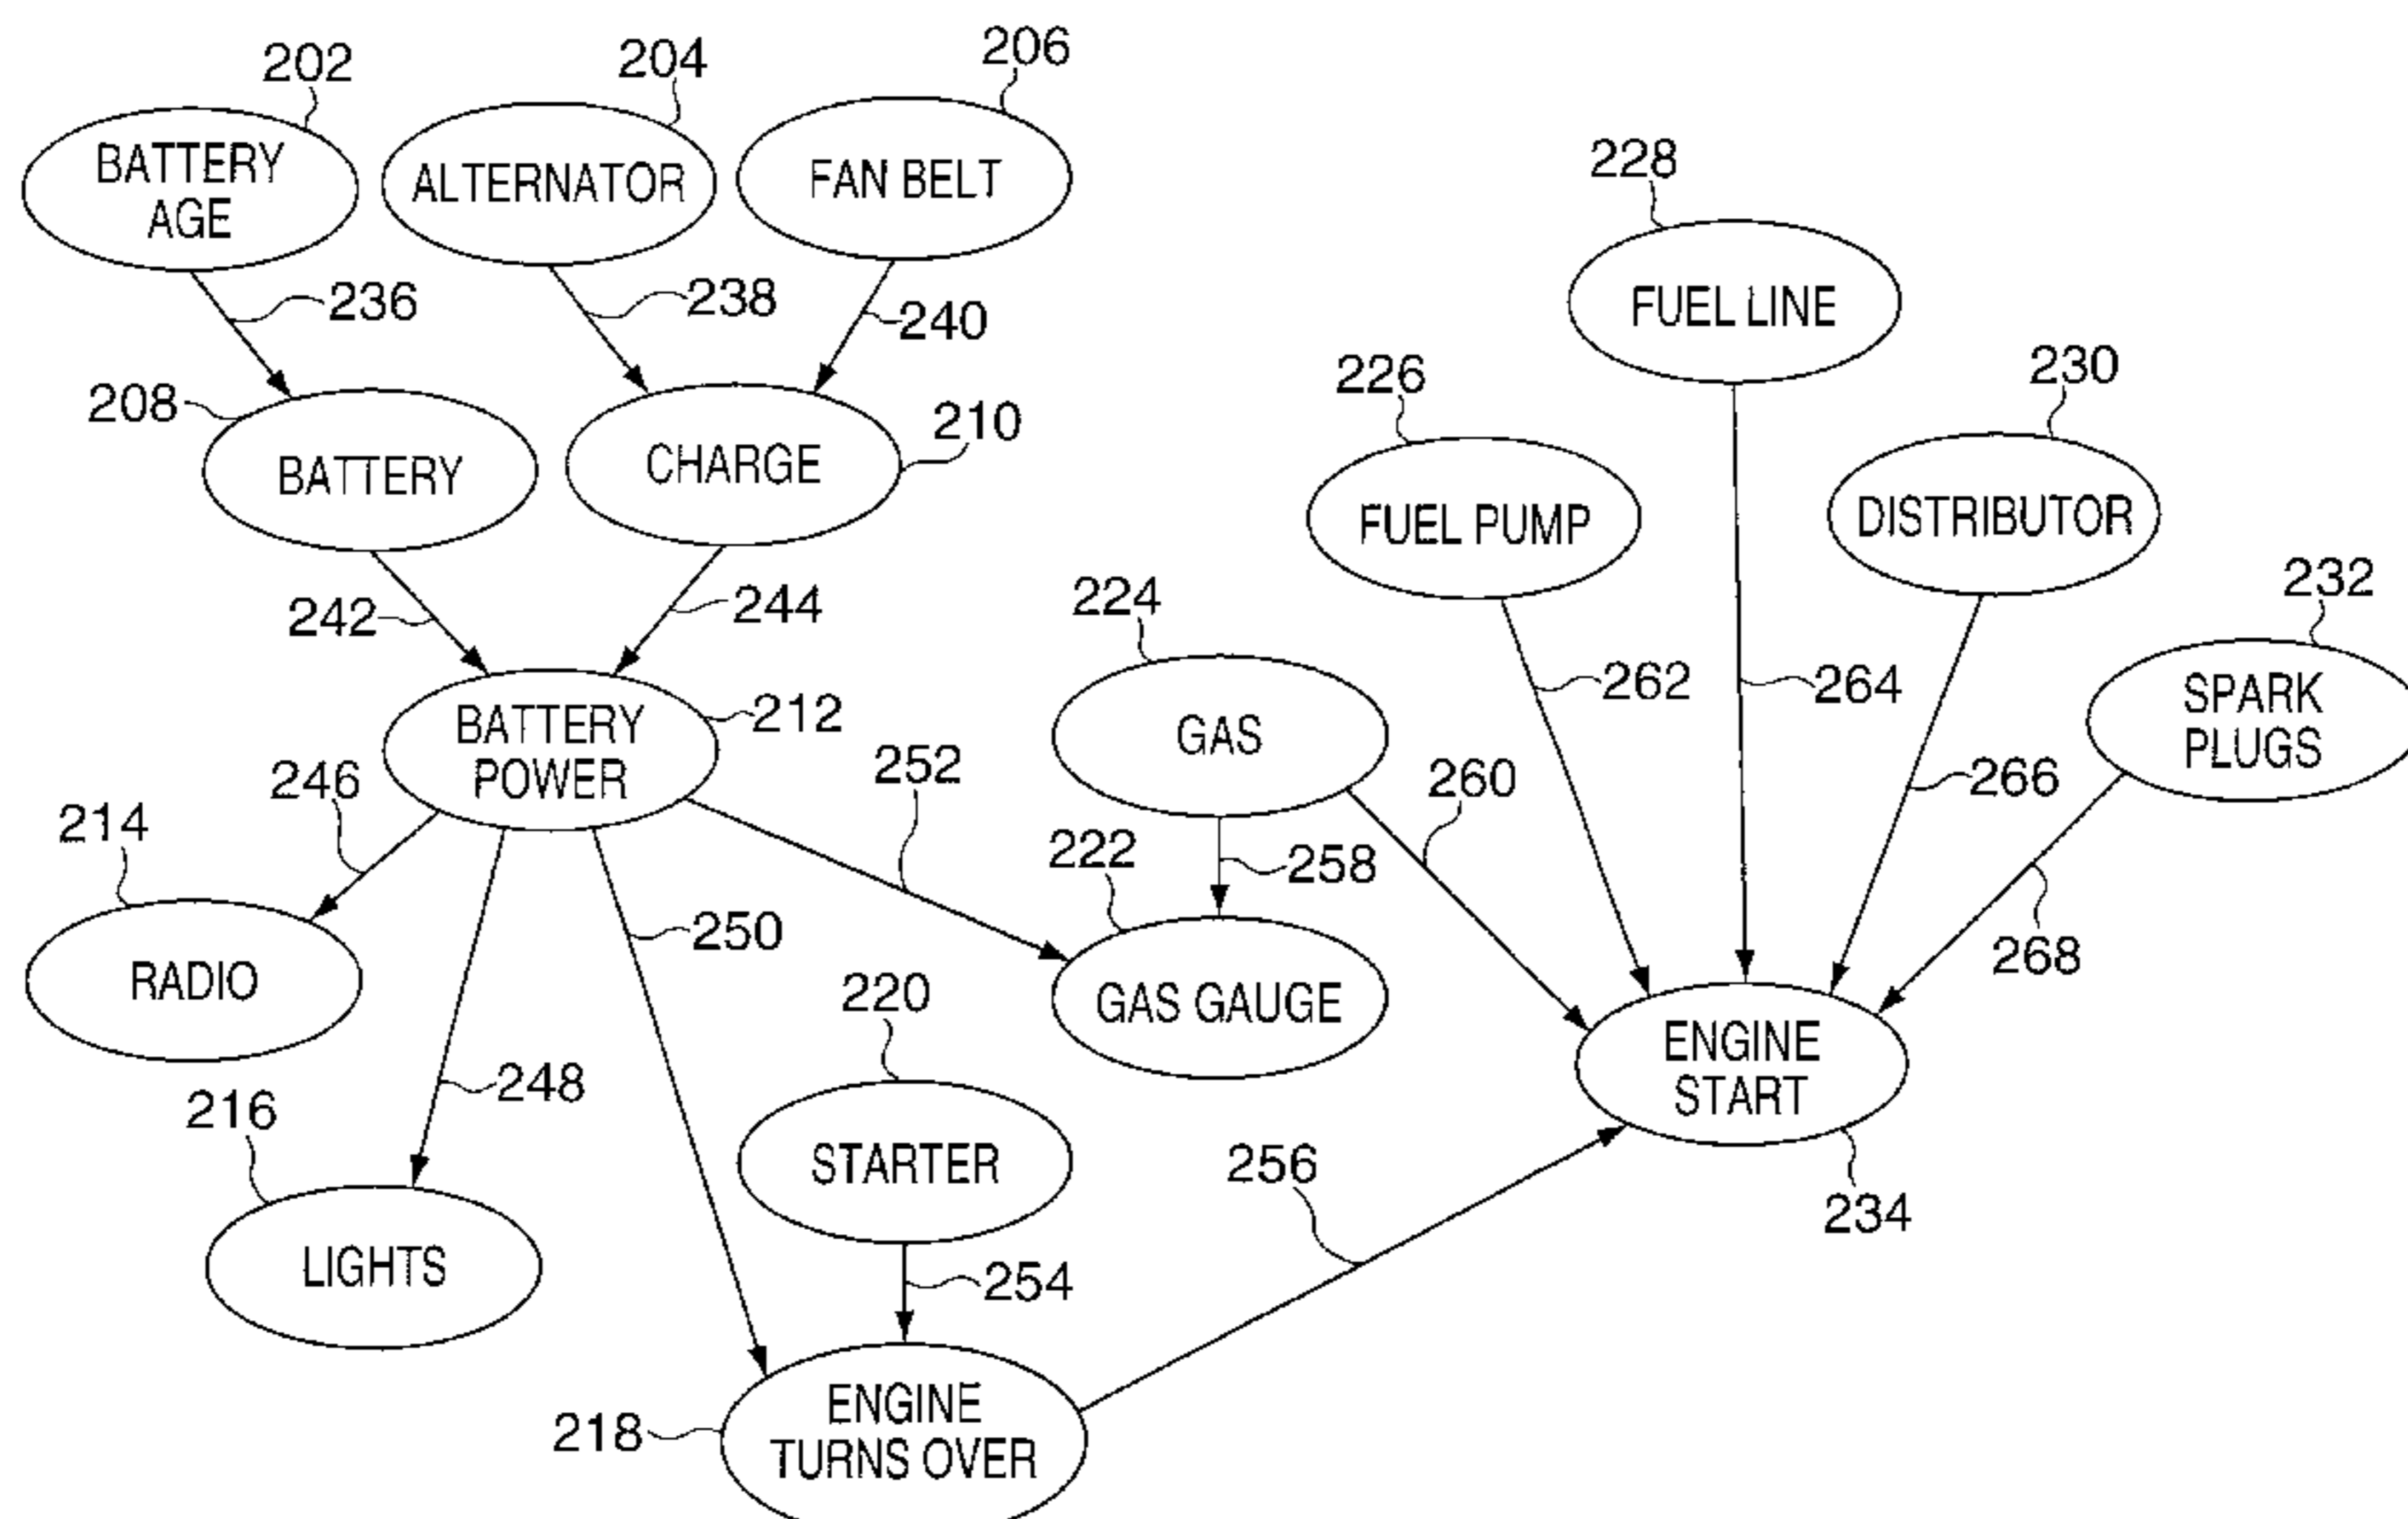 202
204
206
BATTERY
AGE
ALTERNATOR
FAN BELT
228
236
238
240
FUEL LINE
208
BATTERY
CHARGE
210
226
230
FUEL PUMP
DISTRIBUTOR
242
244
224
232
262
264
BATTERY
POWER
212
GAS
SPARK
PLUGS
246
252
260
266
214
222
258
250
268
RADIO
GAS GAUGE
220
ENGINE
START
248
216
STARTER
256
234
LIGHTS
254
218
ENGINE
TURNS OVER